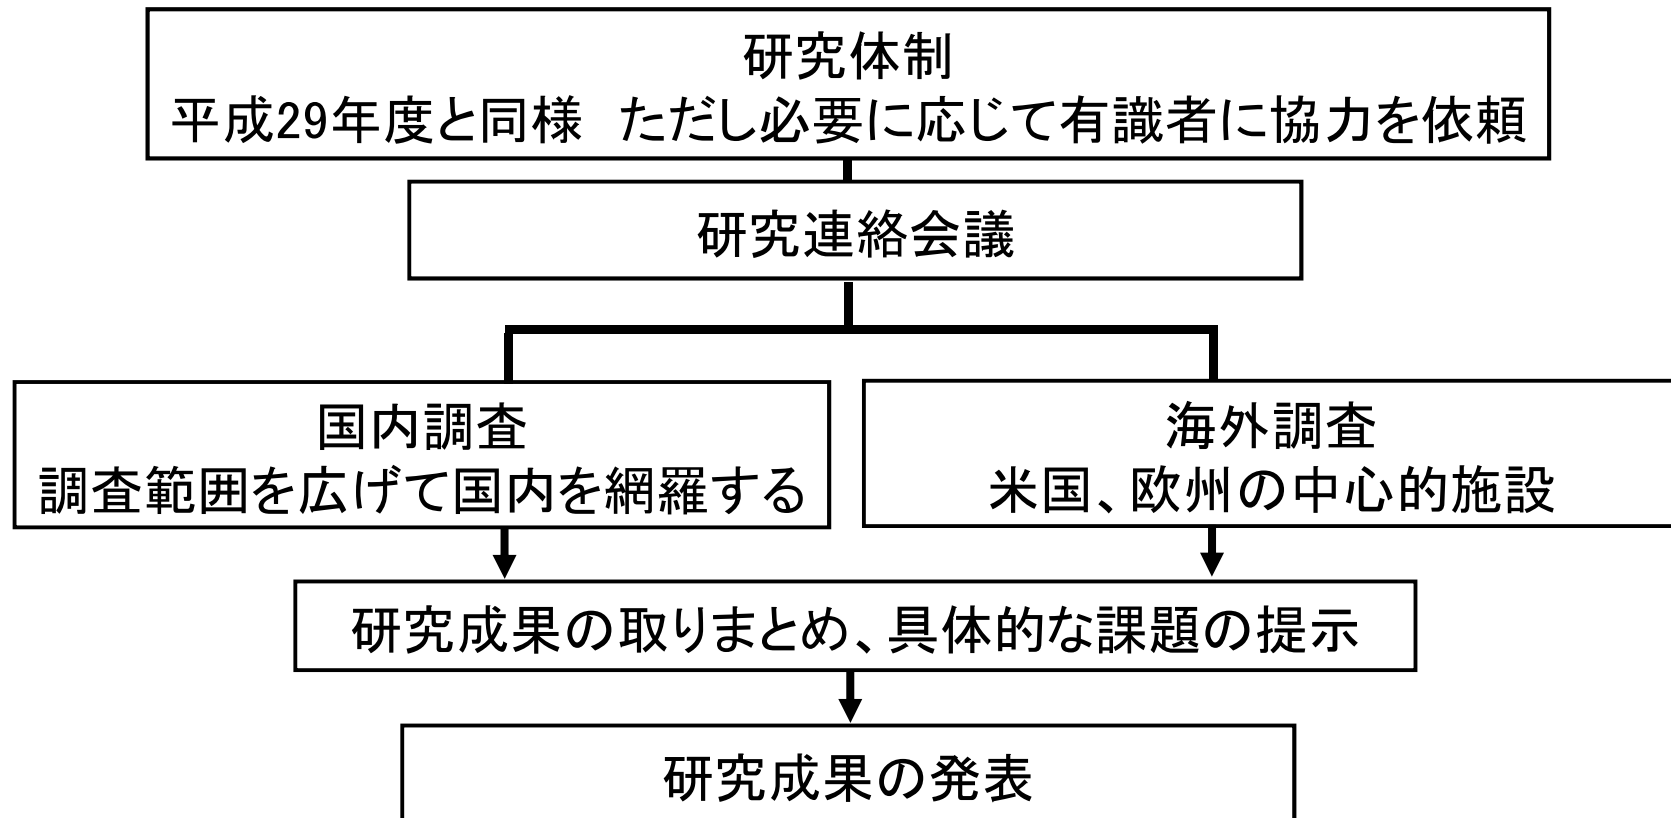 研究体制
平成29年度と同様　ただし必要に応じて有識者に協力を依頼
研究連絡会議
国内調査
調査範囲を広げて国内を網羅する
海外調査
米国、欧州の中心的施設
研究成果の取りまとめ、具体的な課題の提示
研究成果の発表